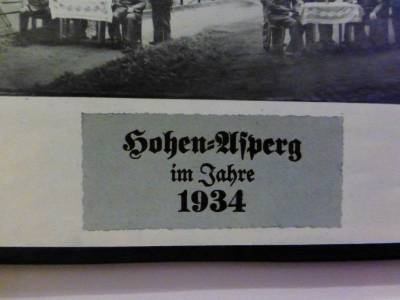 Hohen-Asperg
im Jahre
1934